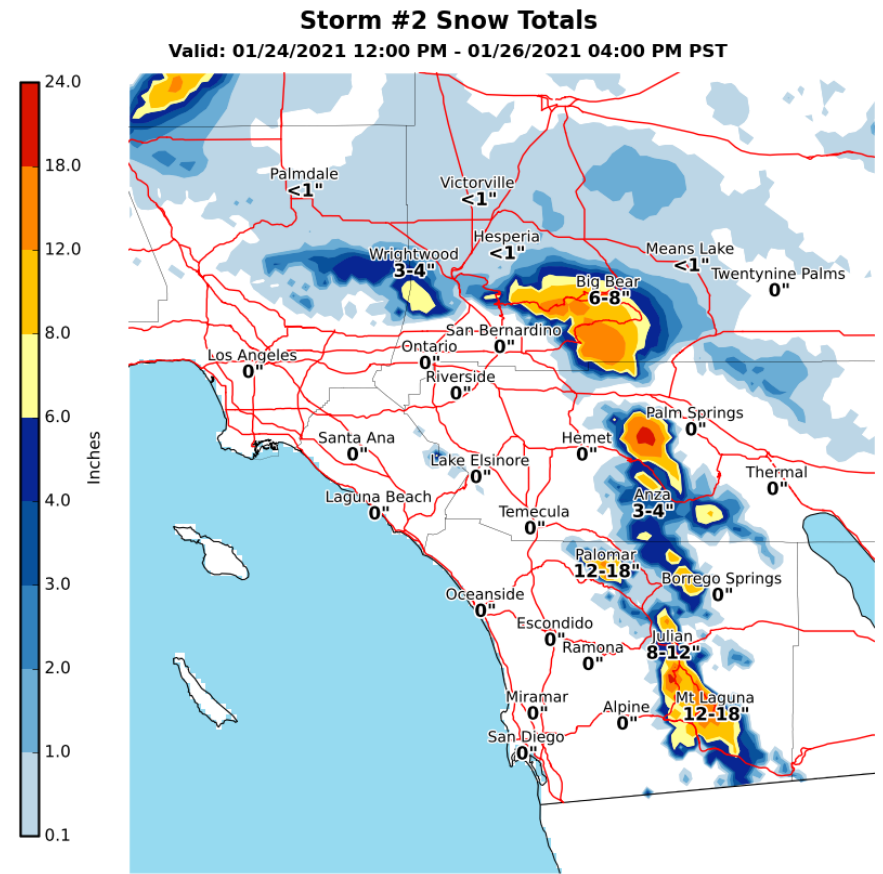 Storm #2 Snow Totals
Valid: 01/24/2021 12:00 PM - 01/26/2021 04:00 PM PST
24.0
18.0
12.0
8.0
6.0
4.0
3.0
2.0
1.0
0.1
Inches
Palmdale
<1"
Victorville
<1"
Hesperia
<1"
Wrightwood
3-4"
Means Lake
<1"
Twentynine Palms
0"
Big Bear
6-8"
San Bernardino
0"
Ontario
0"
Los Angeles
0"
Riverside
0"
Palm Springs
0"
Santa Ana
0"
Hemet
0"
Lake Elsinore
0"
Thermal
0"
Laguna Beach
0"
Anza
3-4"
Temecula
0"
Palomar
12-18"
Borrego Springs
0"
Oceanside
0"
Escondido
0"
Julian
8-12"
Ramona
0"
Miramar
0"
Alpine
0"
Mt Laguna
12-18"
San Diego
0"